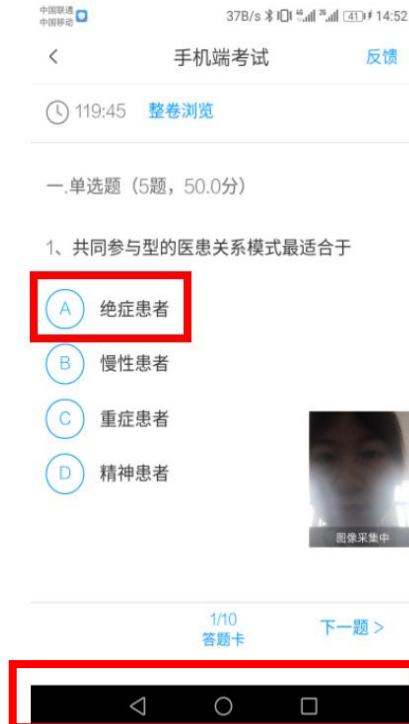 中国联通
中国移动
37B/s 46 26 41 14:52
手机端考试
反馈
119:45 整卷浏览
一.单选题（5题，50.0分）
1、共同参与型的医患关系模式最适合于
A 绝症患者
B 慢性患者
C 重症患者
D 精神患者
图像采集中
1/10
答题卡
下一题 >